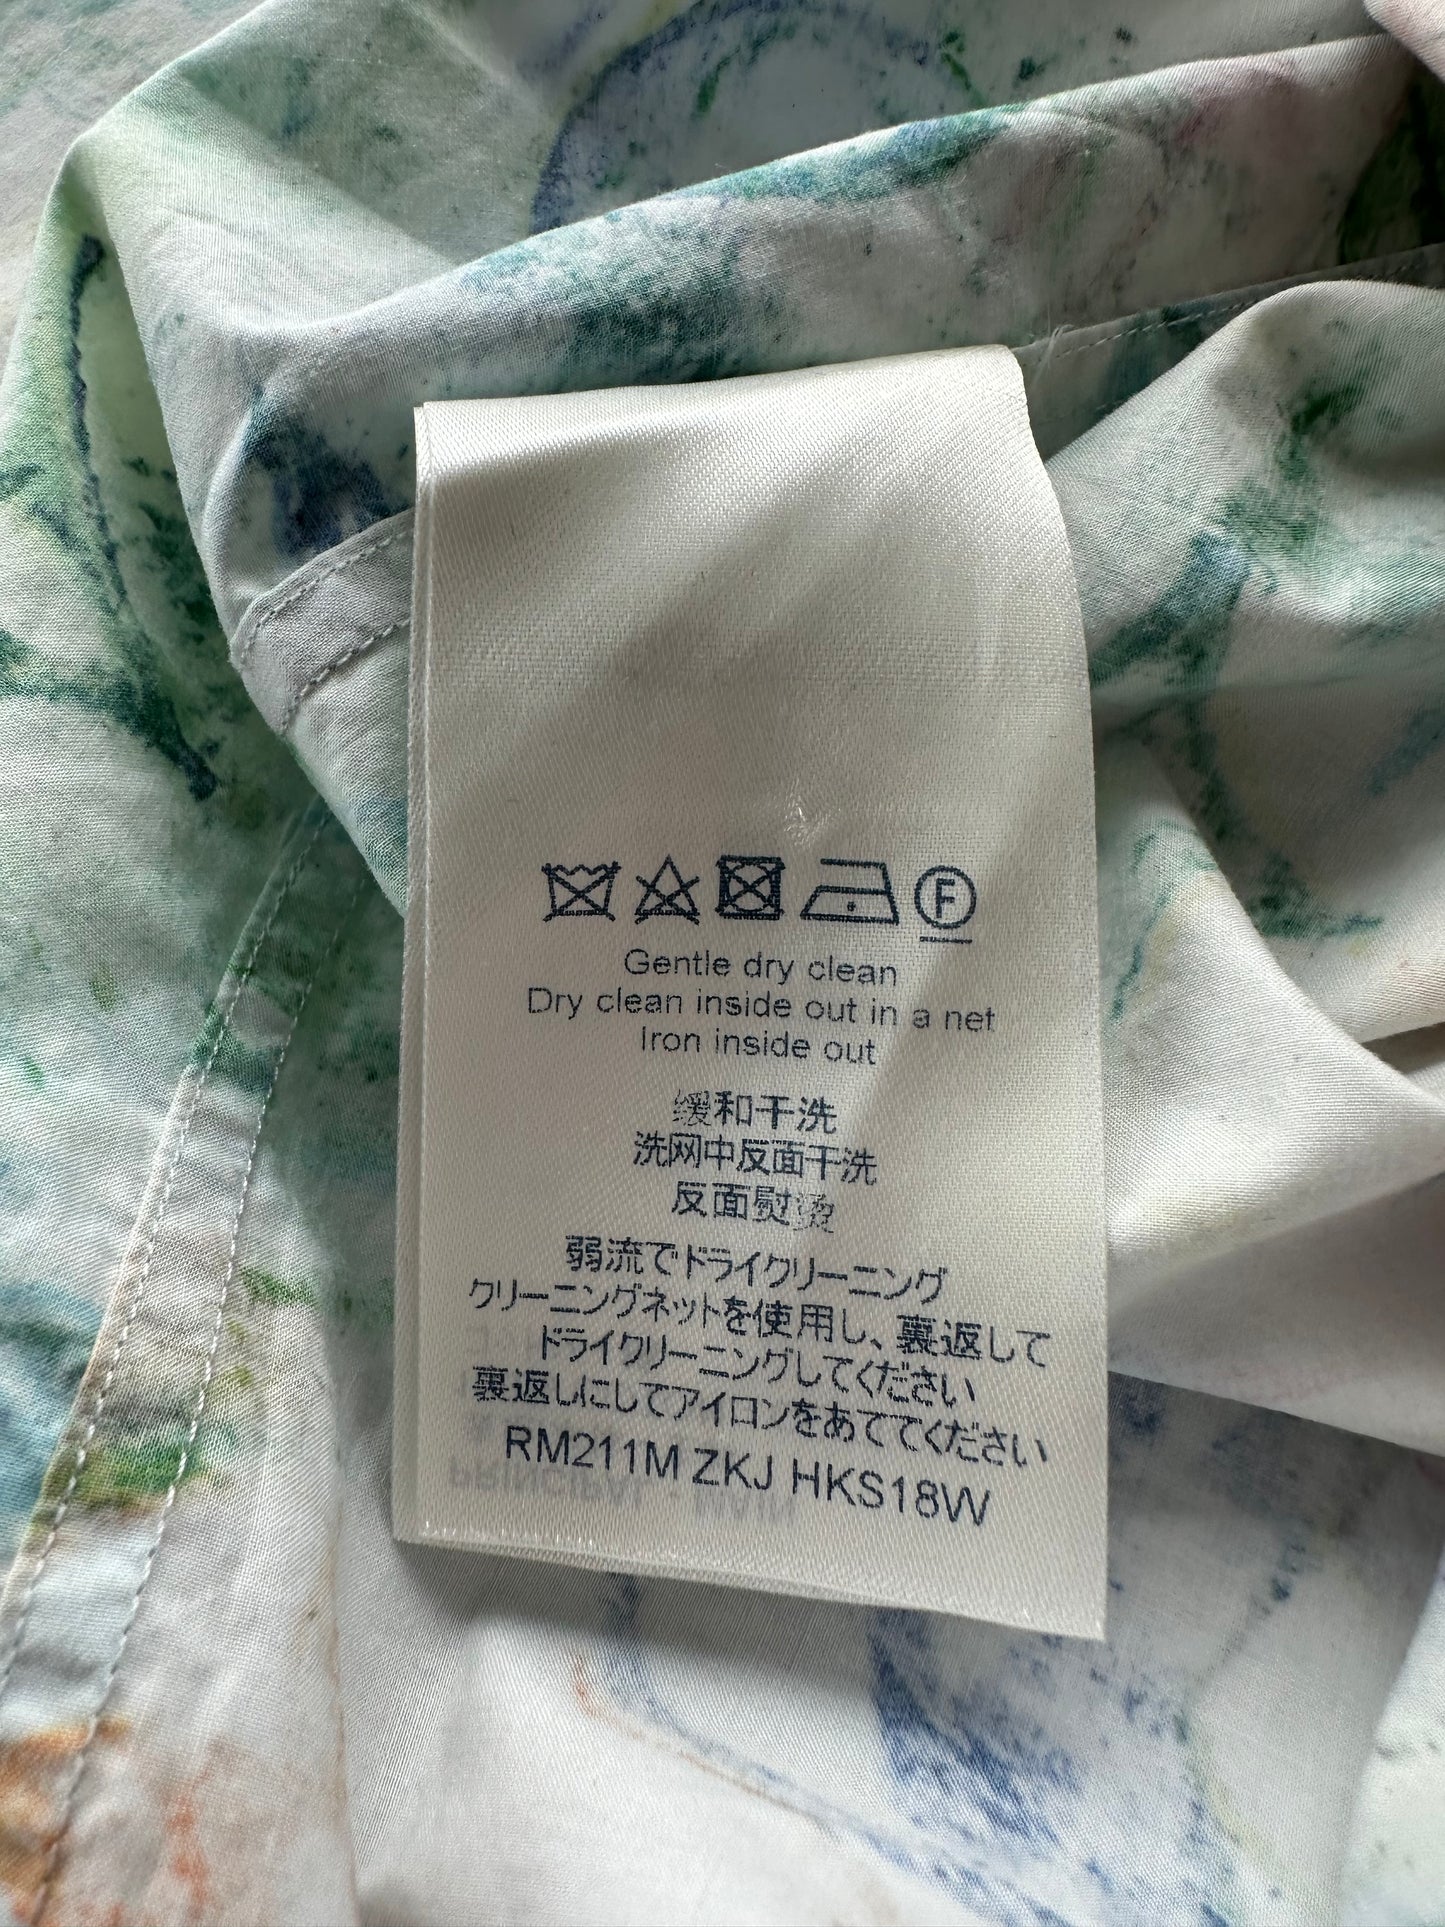 F
Gentle dry clean
Dry clean inside out in a net
Iron inside out
缓和干洗
洗网中反面干洗
反面熨烫
弱流でドライクリーニング
クリーニングネットを使用し、裏返して
ドライクリーニングしてください
裏返しにしてアイロンをあててください
RM211M ZKJ HKS18W